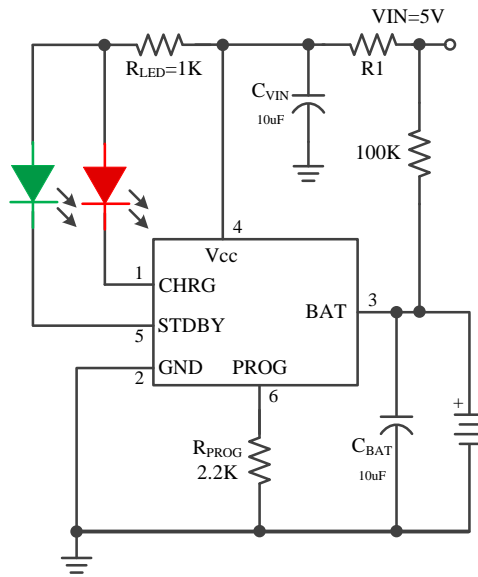 VIN=5V
RLED=1K
R1
CVIN
10uF
100K
4
Vcc
1
CHRG
3
BAT
STDBY
5
GND
2
PROG
6
+
RPROG
2.2K
CBAT
10uF